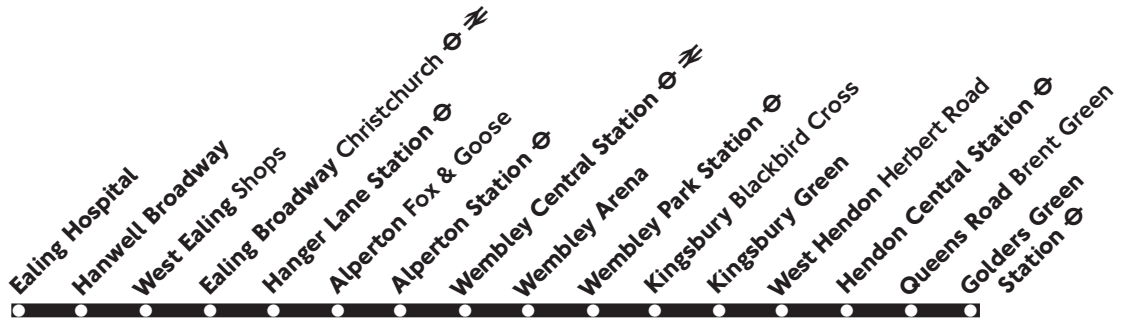 Ealing Hospital
Hanwell Broadway
West Ealing Shops
Ealing Broadway Christchurch
Hanger Lane Station
Alperton Fox & Goose
Alperton Station
Wembley Central Station
Wembley Arena
Wembley Park Station
Kingsbury Blackbird Cross
Kingsbury Green
West Hendon Herbert Road
Hendon Central Station
Queens Road Brent Green
Golders Green
Station